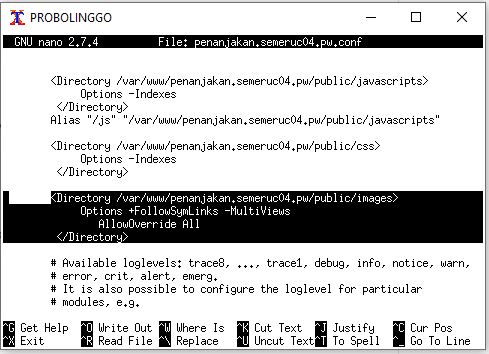 PROBOLINGGO
GNU nano 2.7.4 File: penanjakan.semeruc04.pw.conf
<Directory /var/www/penanjakan.semeruc04.pw/public/javascripts>
Options -Indexes
</Directory>
Alias "/js" "/var/www/penanjakan.semeruc04.pw/public/javascripts"
<Directory /var/www/penanjakan.semeruc04.pw/public/css>
Options -Indexes
</Directory>
<Directory /var/www/penanjakan.semeruc04.pw/public/images>
Options +FollowSymLinks -MultiViews
AllowOverride All
</Directory>
# Available loglevels: trace8, ..., trace1, debug, info, notice, warn,
# error, crit, alert, emerg.
# It is also possible to configure the loglevel for particular
# modules, e.g.
^G Get Help ^O Write Out ^W Where Is ^K Cut Text ^J Justify ^C Cur Pos
^X Exit ^R Read File ^\ Replace ^U Uncut Text ^T To Spell ^_ Go To Line